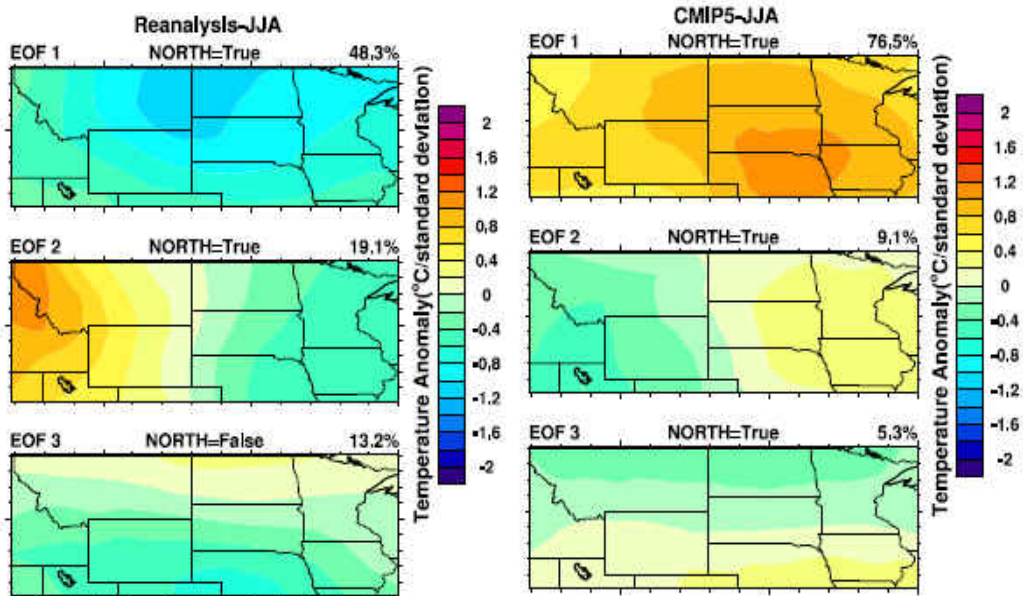 Reanalysis-JJA
EOF 1 NORTH=True 48.3%
EOF 2 NORTH=True 19.1%
EOF 3 NORTH=False 13.2%
2
1.6
1.2
0.8
0.4
0
-0.4
-0.8
-1.2
-1.6
-2
Temperature Anomaly(°C/standard deviation)
CMIP5-JJA
EOF 1 NORTH=True 76.5%
EOF 2 NORTH=True 9.1%
EOF 3 NORTH=True 5.3%
2
1.6
1.2
0.8
0.4
0
-0.4
-0.8
-1.2
-1.6
-2
Temperature Anomaly(°C/standard deviation)